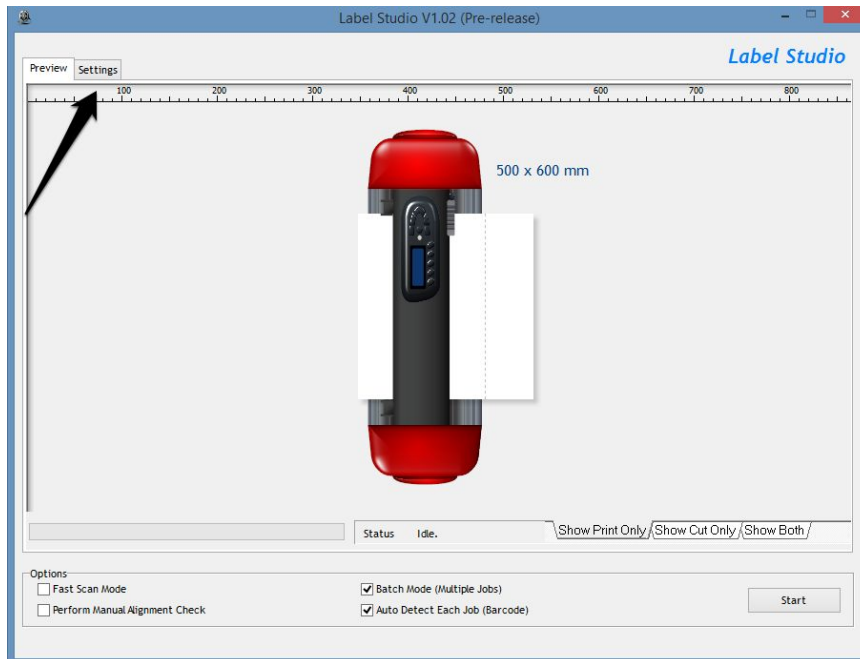 Label Studio V1.02 (Pre-release)
Label Studio
Preview Settings
100 200 300 400 500 600 700 800
500 x 600 mm
Status Idle. Show Print Only Show Cut Only Show Both
Options
Fast Scan Mode Batch Mode (Multiple Jobs)
Start
Perform Manual Alignment Check Auto Detect Each Job (Barcode)